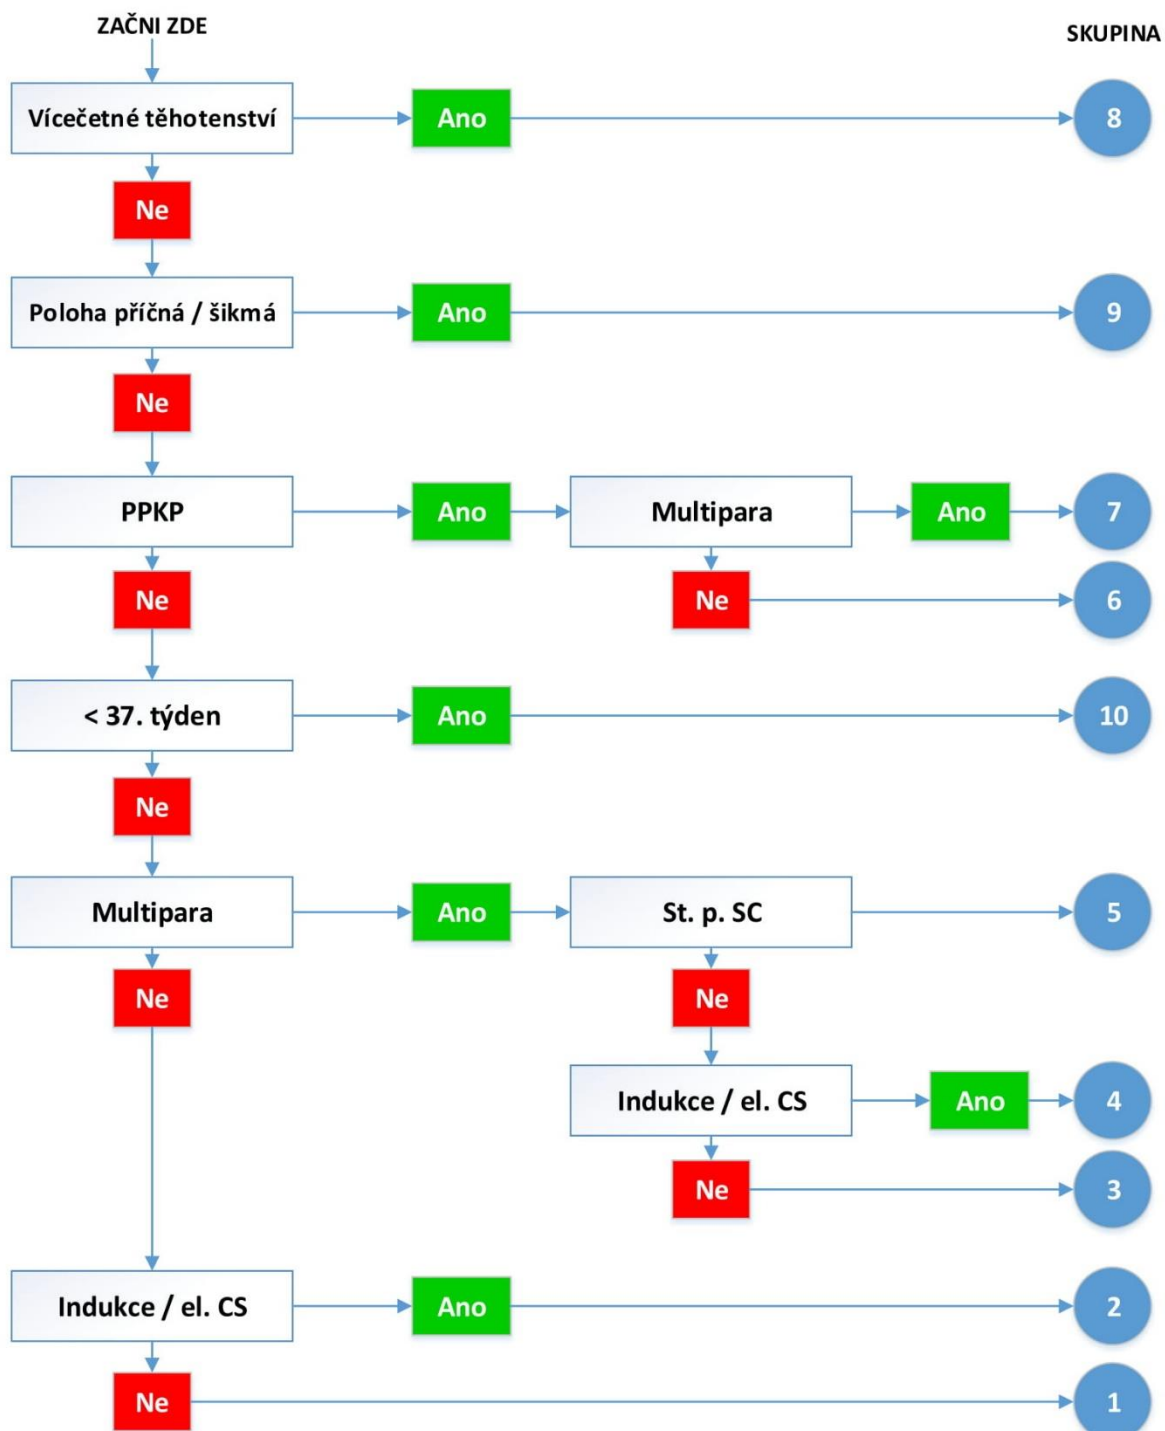 ZAČNI ZDE
SKUPINA
Vícečetné těhotenství
Ano
8
Ne
Poloha příčná / šikmá
Ano
9
Ne
PPKP
Ano
Multipara
Ano
7
Ne
Ne
6
< 37. týden
Ano
10
Ne
Multipara
Ano
St. p. SC
5
Ne
Ne
Indukce / el. CS
Ano
4
Ne
3
Indukce / el. CS
Ano
2
Ne
1